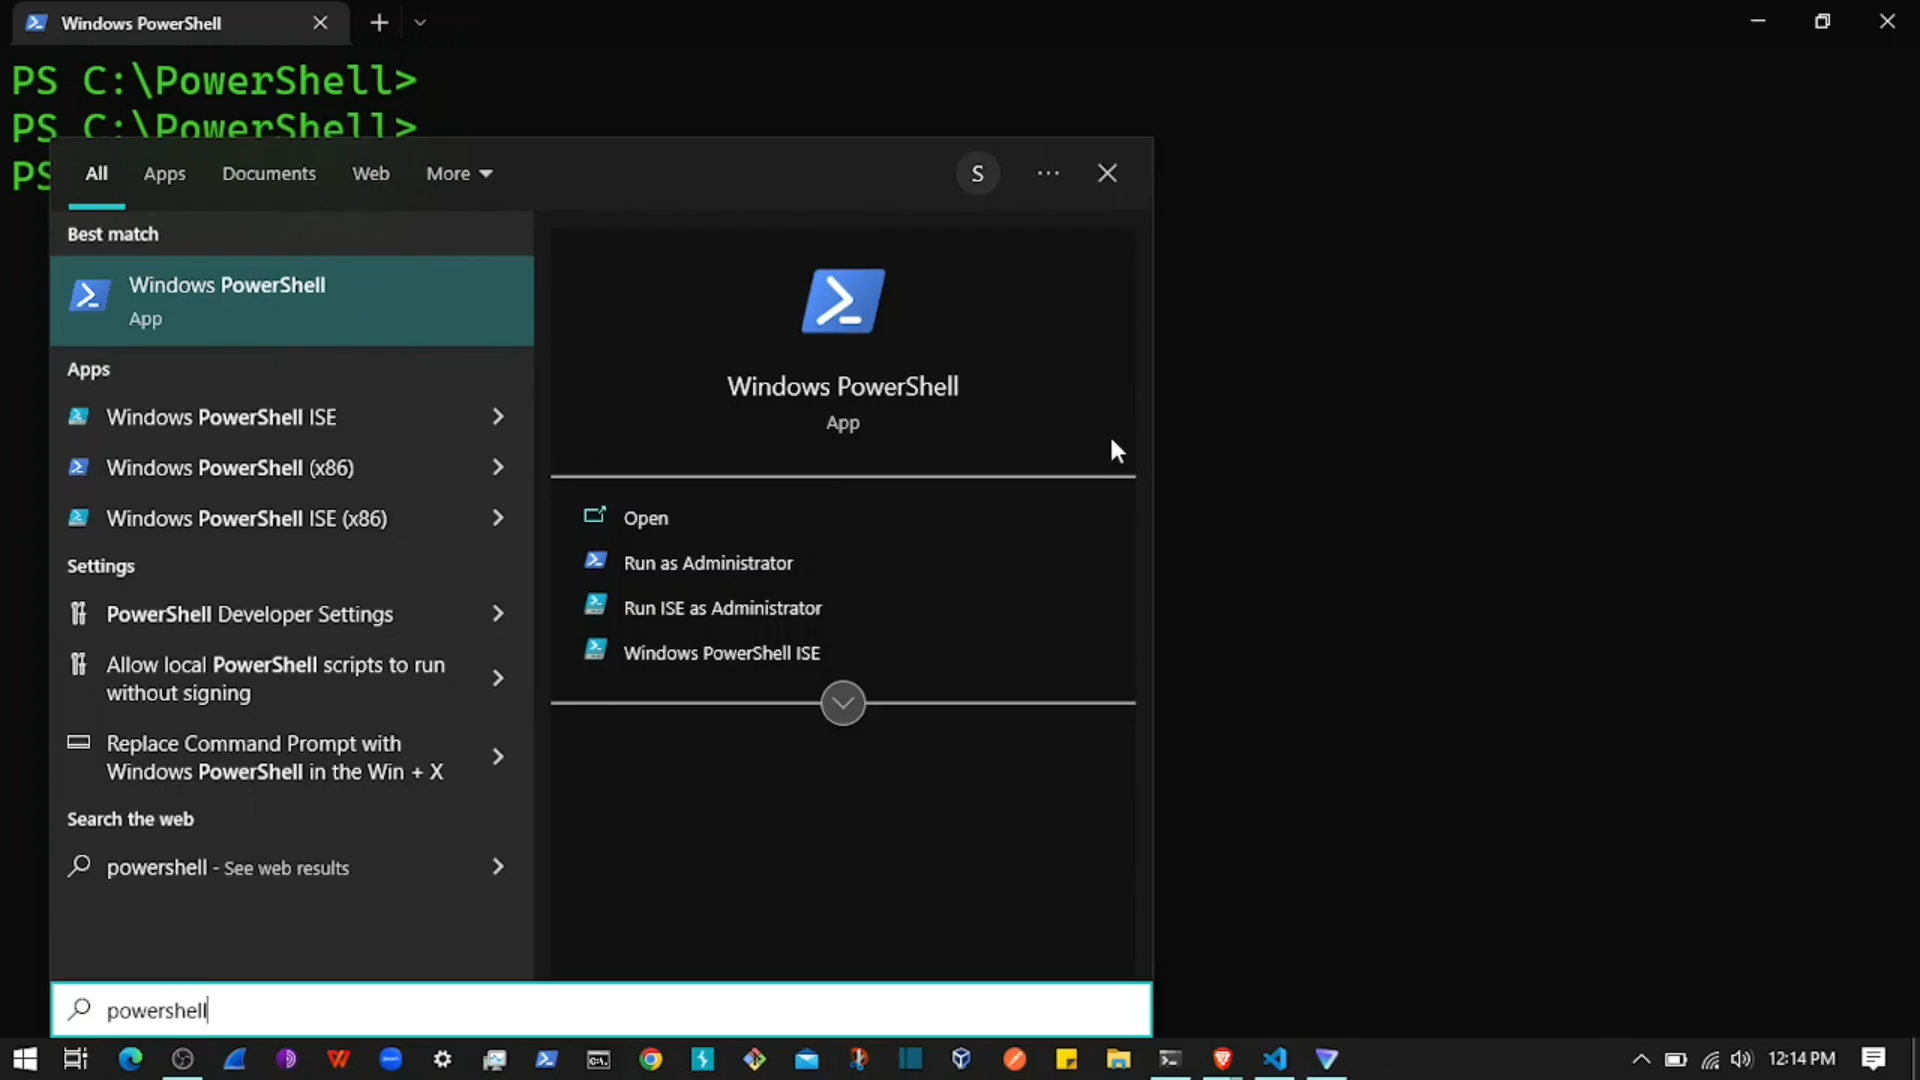 Windows PowerShell
PS C:\PowerShell>
PS C:\PowerShell>
PS
All Apps Documents Web More
S
Best match
Windows PowerShell
App
Apps
Windows PowerShell ISE
Windows PowerShell (x86)
Windows PowerShell ISE (x86)
Settings
PowerShell Developer Settings
Allow local PowerShell scripts to run
without signing
Replace Command Prompt with
Windows PowerShell in the Win + X
Search the web
powershell - See web results
Windows PowerShell
App
Open
Run as Administrator
Run ISE as Administrator
Windows PowerShell ISE
powershell
12:14 PM